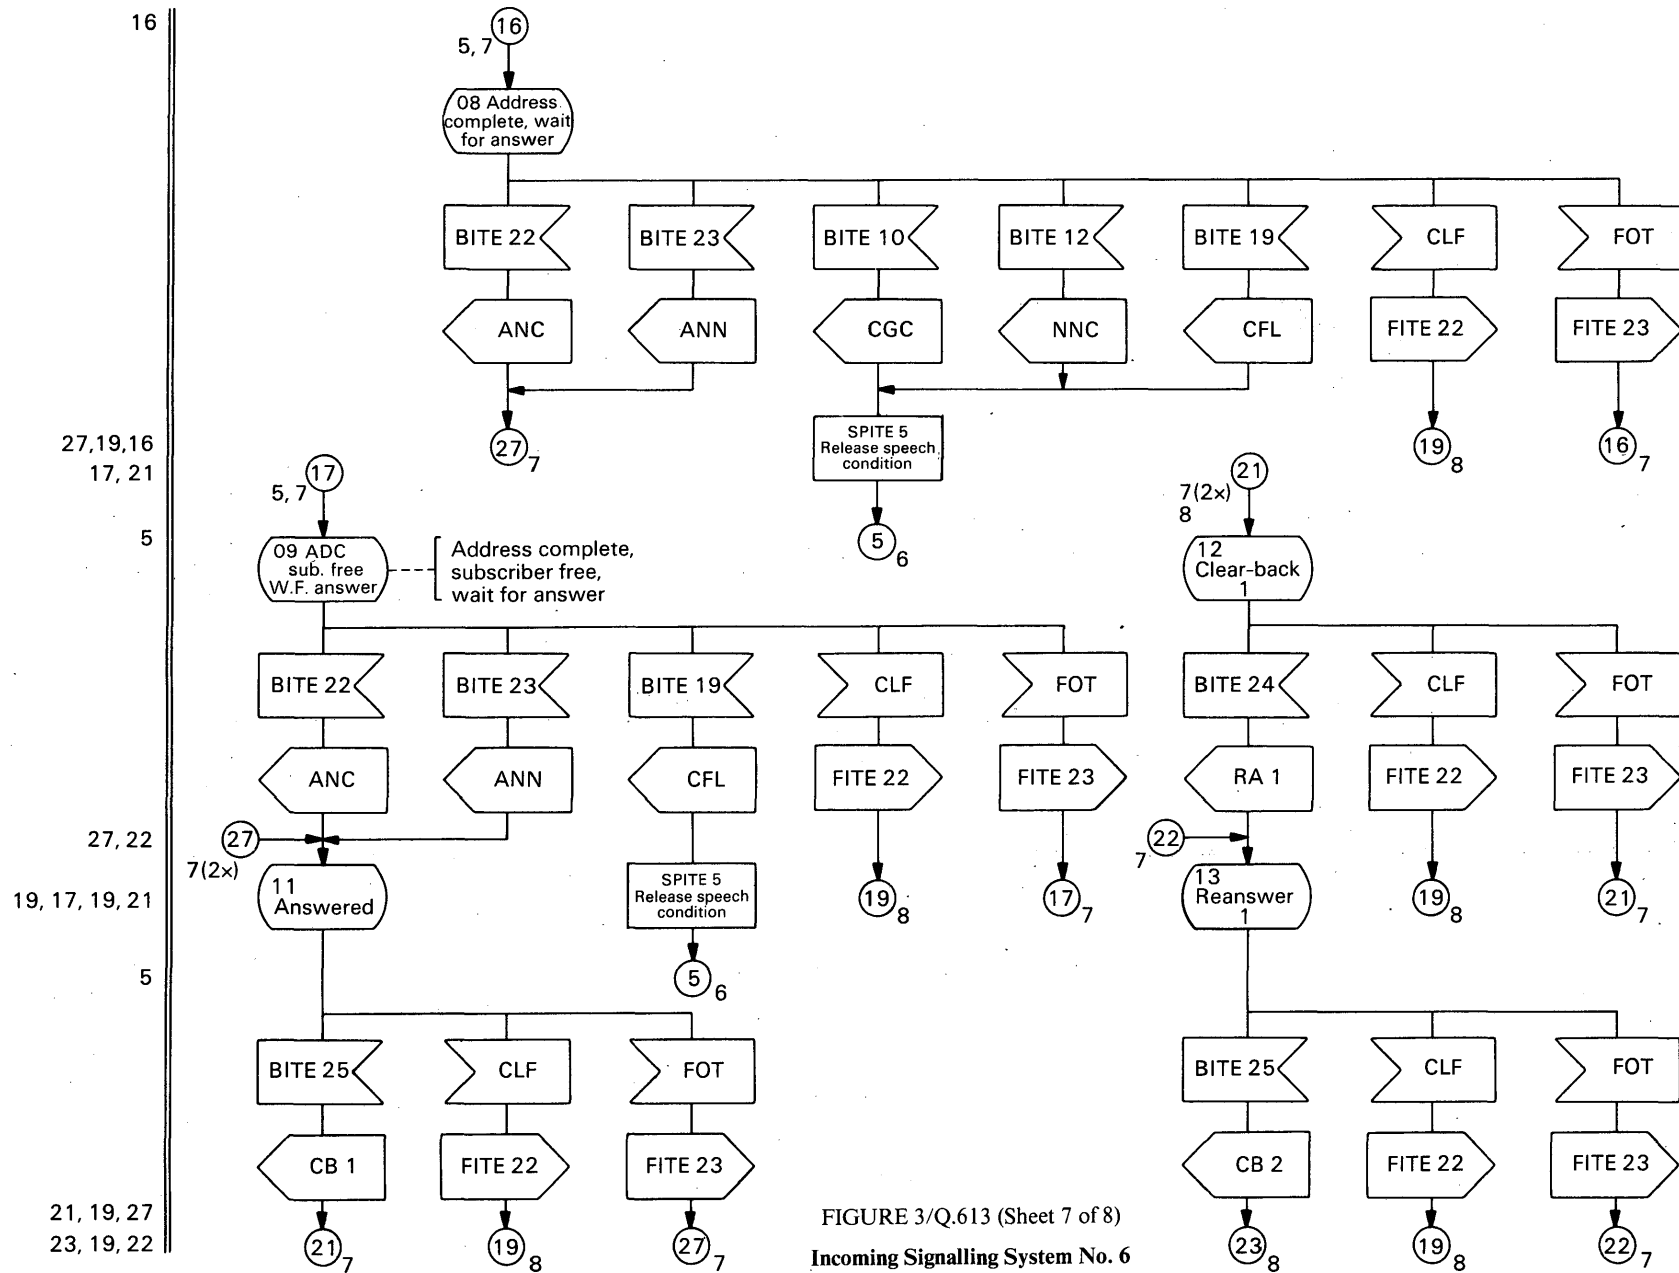 16
16
5, 7
08 Address
complete, wait
for answer
BITE 22
BITE 23
BITE 10
BITE 12
BITE 19
CLF
FOT
ANC
ANN
CGC
NNC
CFL
FITE 22
FITE 23
27,19,16
27
7
SPITE 5
Release speech
condition
19
8
16
7
17, 21
17
5, 7
21
7(2×)
8
5
5
6
09 ADC
sub. free
W.F. answer
Address complete,
subscriber free,
wait for answer
12
Clear-back
1
BITE 22
BITE 23
BITE 19
CLF
FOT
BITE 24
CLF
FOT
ANC
ANN
CFL
FITE 22
FITE 23
RA 1
FITE 22
FITE 23
27, 22
27
7(2×)
22
7
19, 17, 19, 21
11
Answered
SPITE 5
Release speech
condition
19
8
17
7
13
Reanswer
1
19
8
21
7
5
5
6
BITE 25
CLF
FOT
BITE 25
CLF
FOT
CB 1
FITE 22
FITE 23
CB 2
FITE 22
FITE 23
21, 19, 27
23, 19, 22
21
7
19
8
27
7
23
8
19
8
22
7
FIGURE 3/Q.613 (Sheet 7 of 8)
Incoming Signalling System No. 6